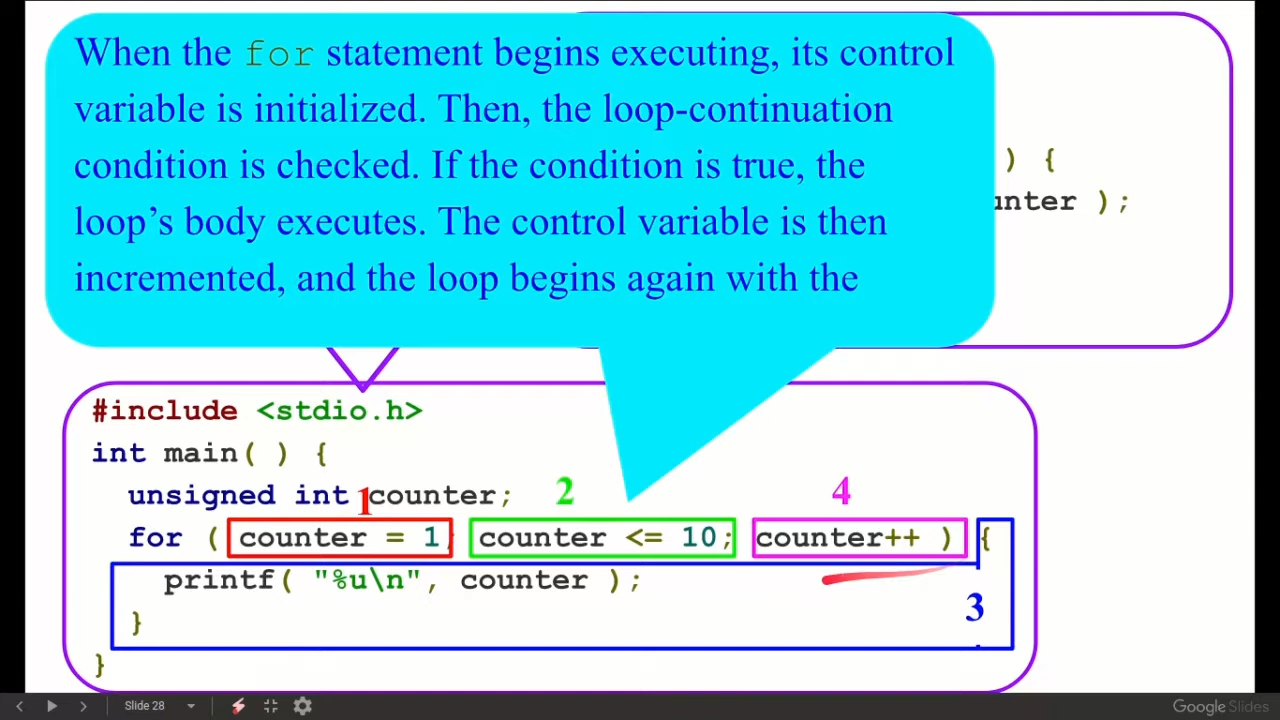 When the for statement begins executing, its control
variable is initialized. Then, the loop-continuation
condition is checked. If the condition is true, the
loop’s body executes. The control variable is then
incremented, and the loop begins again with the
) {
unter );
#include <stdio.h>
int main( ) {
unsigned int counter;
1 2 4
for ( counter = 1; counter <= 10; counter++ ) {
printf( "%u\n", counter );
3
}
}
Slide 28
Google Slides